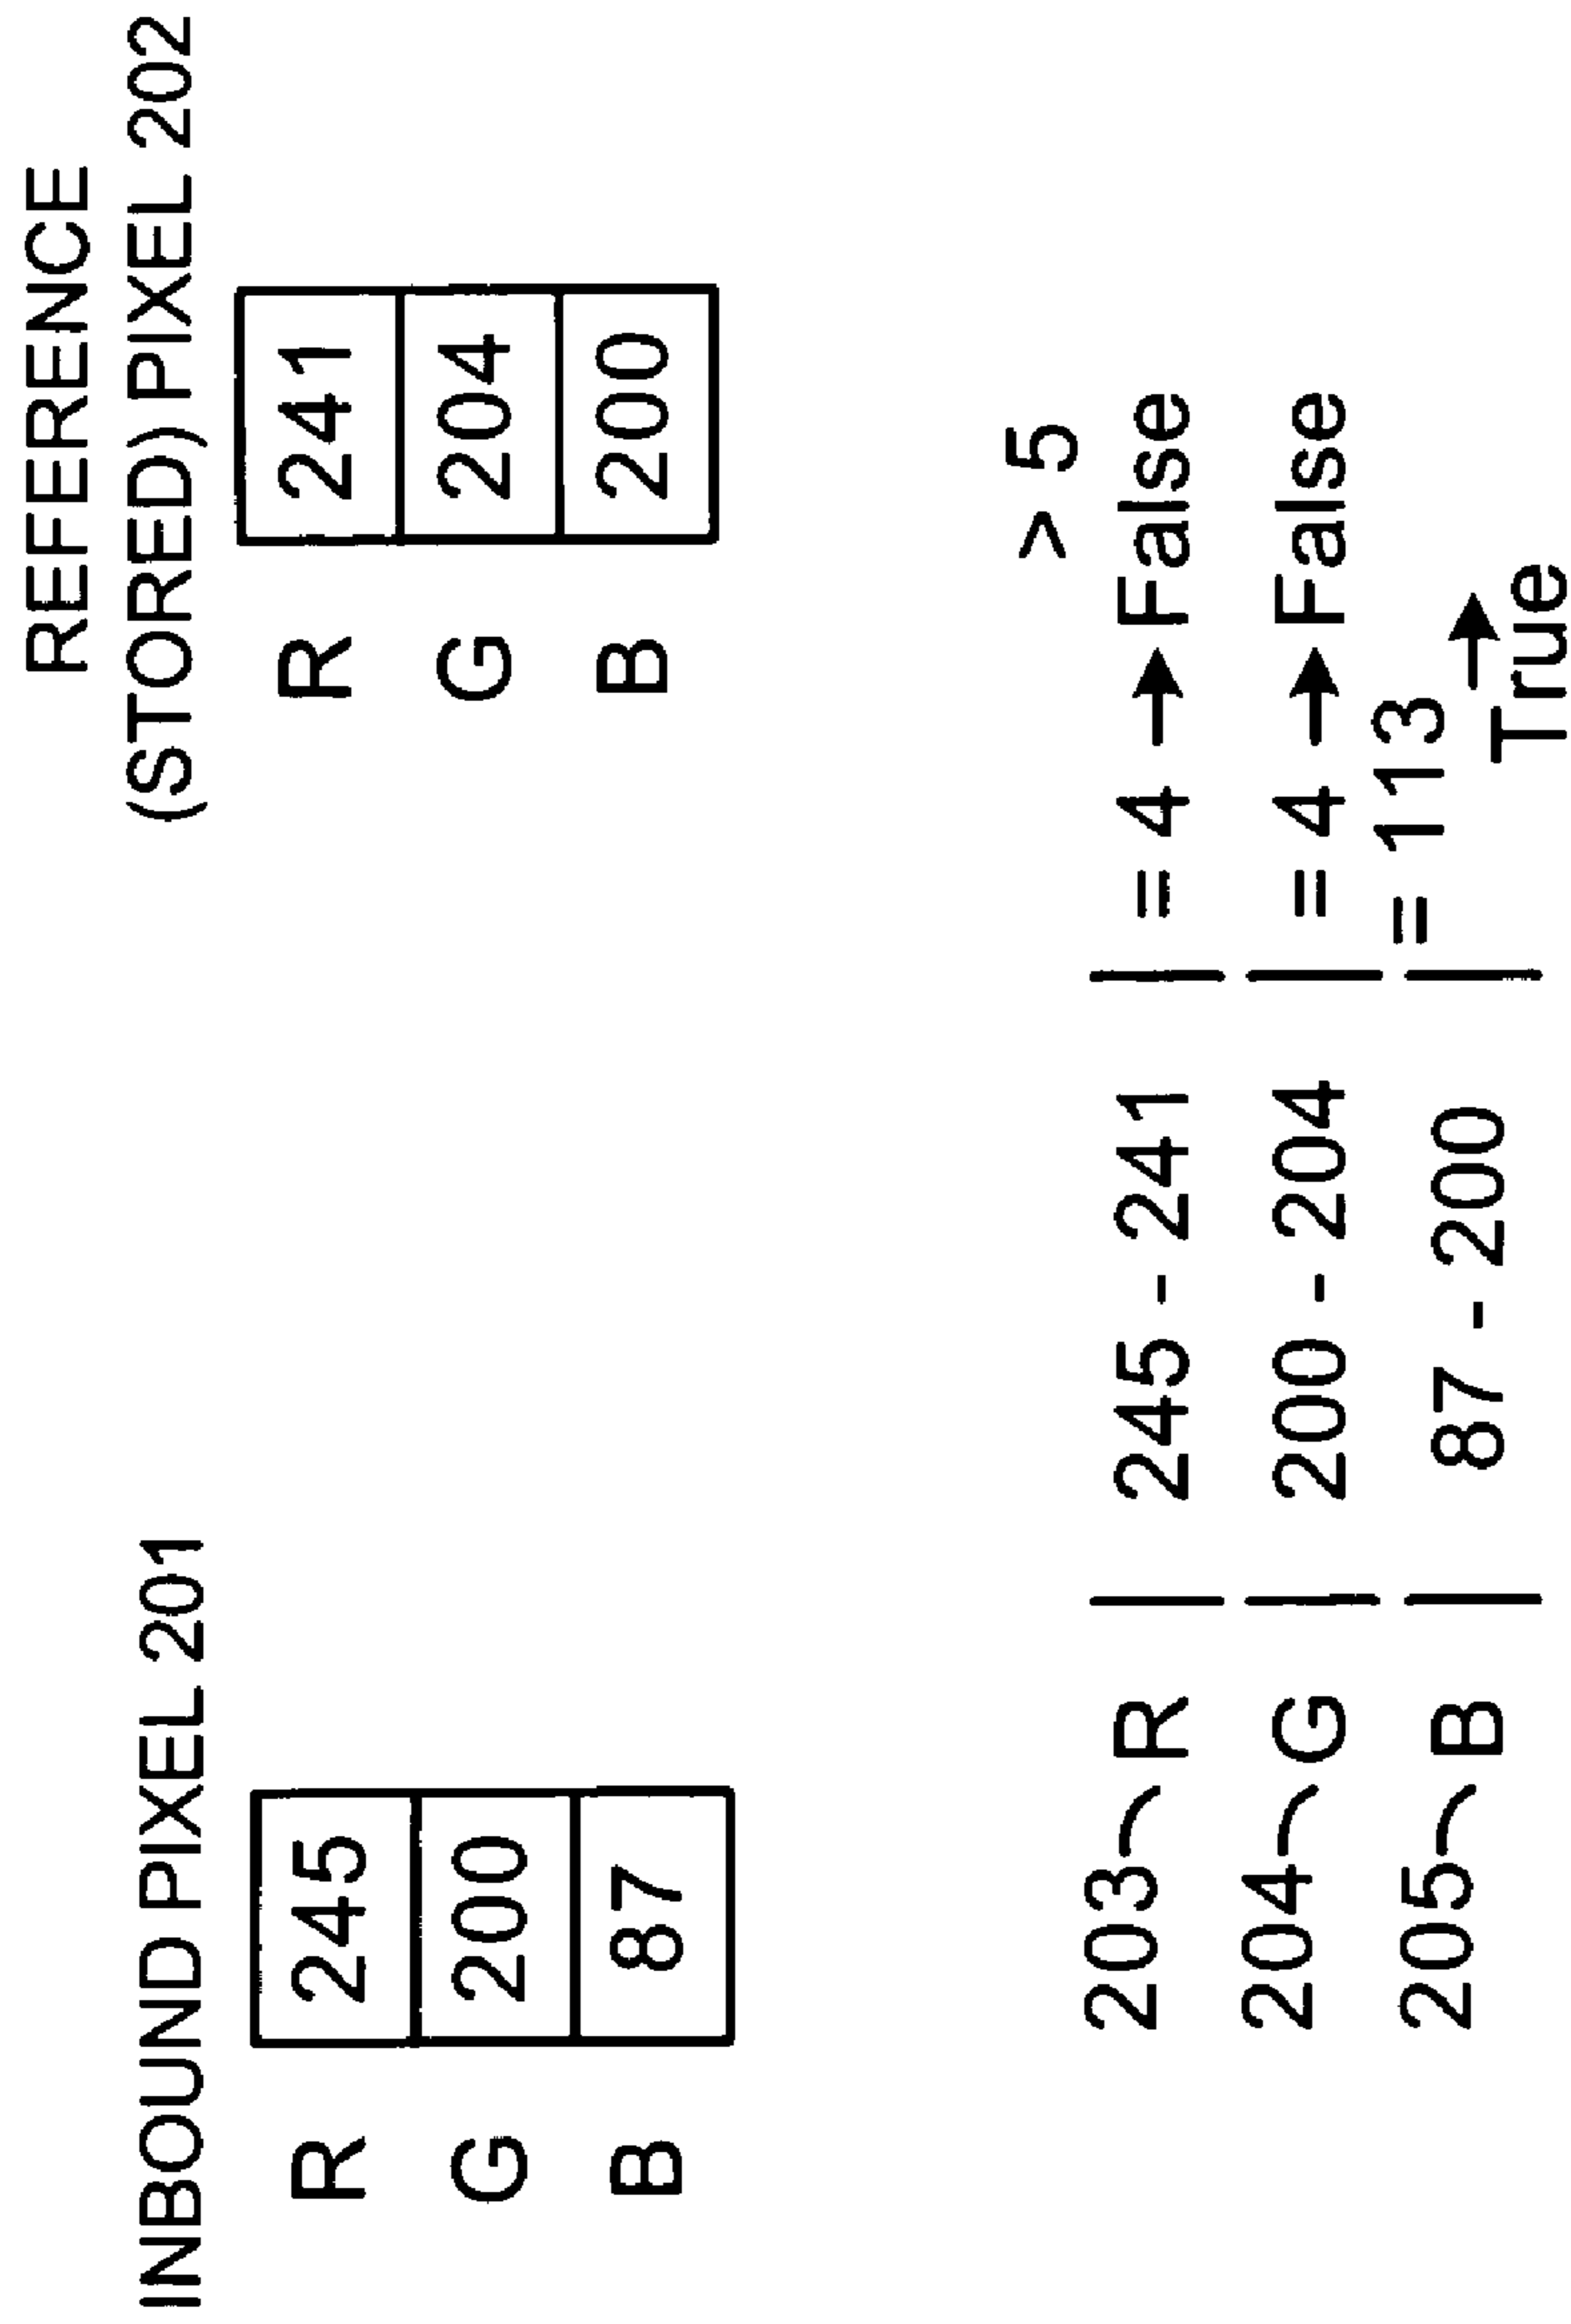 INBOUND PIXEL 201
R 245
G 200
B 87
REFERENCE
(STORED) PIXEL 202
R 241
G 204
B 200
> 5
203 R | 245 - 241 | = 4 → False
204 G | 200 - 204 | = 4 → False
205 B | 87 - 200 | = 113 →
True